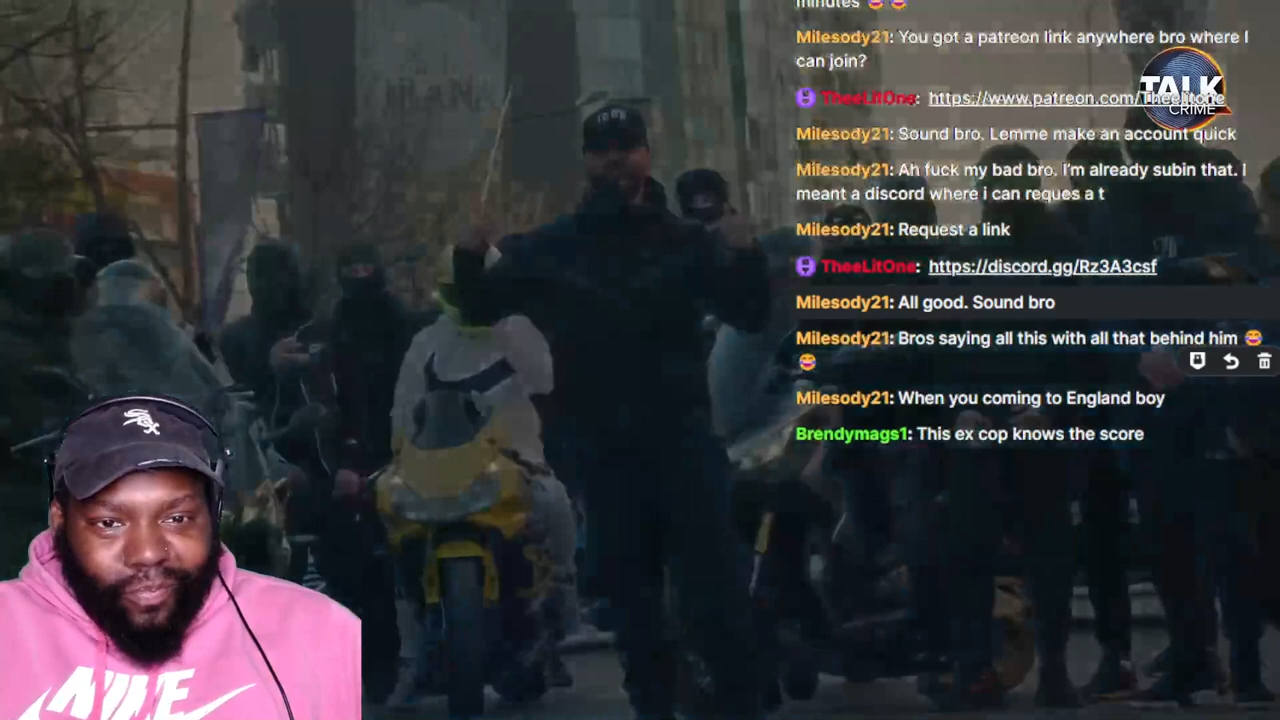 minutes 😂 😂
Milesody21: You got a patreon link anywhere bro where I
can join?
TALK
CRIME
TheeLitOne: https://www.patreon.com/Theelitone
Milesody21: Sound bro. Lemme make an account quick
Milesody21: Ah fuck my bad bro. I'm already subin that. I
meant a discord where i can reques a t
Milesody21: Request a link
TheeLitOne: https://discord.gg/Rz3A3csf
Milesody21: All good. Sound bro
Milesody21: Bros saying all this with all that behind him 😂
😂
Milesody21: When you coming to England boy
Brendymags1: This ex cop knows the score
Sox
NIKE